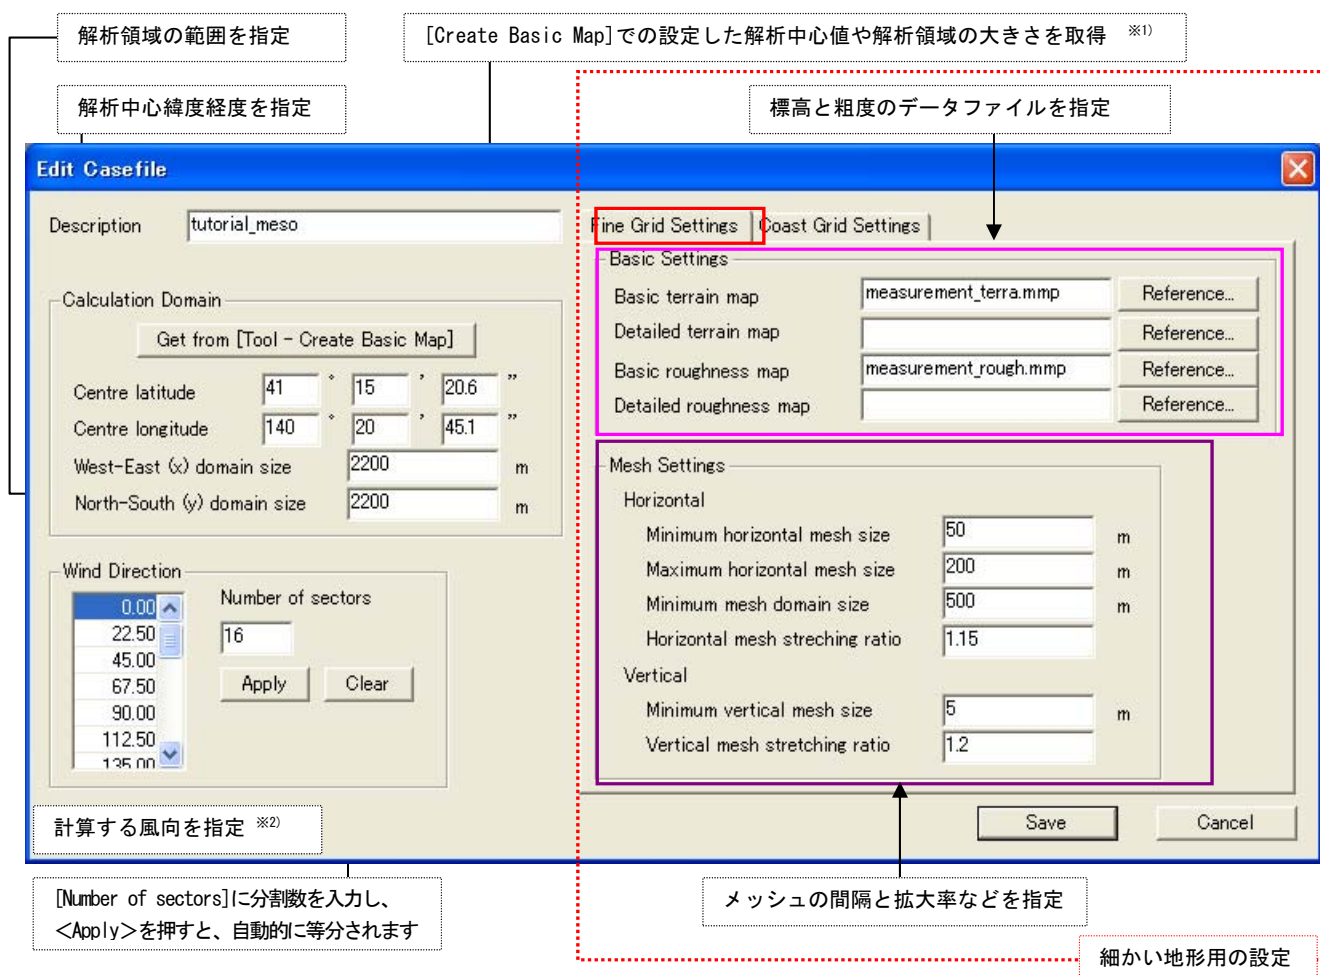 解析領域の範囲を指定
[Create Basic Map]での設定した解析中心値や解析領域の大きさを取得 ※1)
解析中心緯度経度を指定
標高と粗度のデータファイルを指定
Edit Casefile
Description tutorial_meso
Fine Grid Settings Coast Grid Settings
Calculation Domain
Get from [Tool - Create Basic Map]
Centre latitude 41 ° 15 ' 20.6 "
Centre longitude 140 ° 20 ' 45.1 "
West-East (x) domain size 2200 m
North-South (y) domain size 2200 m
Basic Settings
Basic terrain map measurement_terra.mmp Reference...
Detailed terrain map Reference...
Basic roughness map measurement_rough.mmp Reference...
Detailed roughness map Reference...
Mesh Settings
Horizontal
Minimum horizontal mesh size 50 m
Maximum horizontal mesh size 200 m
Minimum mesh domain size 500 m
Horizontal mesh streching ratio 1.15
Vertical
Minimum vertical mesh size 5 m
Vertical mesh stretching ratio 1.2
Wind Direction
0.00
22.50
45.00
67.50
90.00
112.50
135.00
Number of sectors
16
Apply Clear
Save Cancel
計算する風向を指定 ※2)
[Number of sectors]に分割数を入力し、
＜Apply＞を押すと、自動的に等分されます
メッシュの間隔と拡大率などを指定
細かい地形用の設定